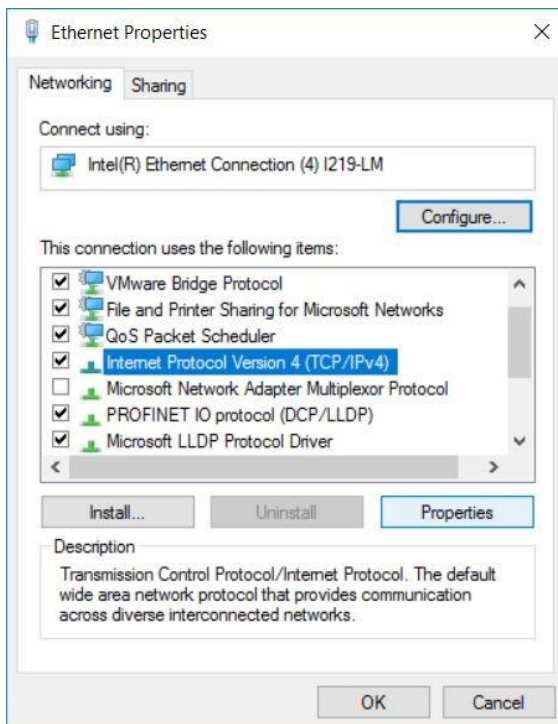 Ethernet Properties
Networking
Sharing
Connect using:
Intel(R) Ethernet Connection (4) I219-LM
Configure...
This connection uses the following items:
VMware Bridge Protocol
File and Printer Sharing for Microsoft Networks
QoS Packet Scheduler
Internet Protocol Version 4 (TCP/IPv4)
Microsoft Network Adapter Multiplexor Protocol
PROFINET IO protocol (DCP/LLDP)
Microsoft LLDP Protocol Driver
Install...
Uninstall
Properties
Description
Transmission Control Protocol/Internet Protocol. The default
wide area network protocol that provides communication
across diverse interconnected networks.
OK
Cancel